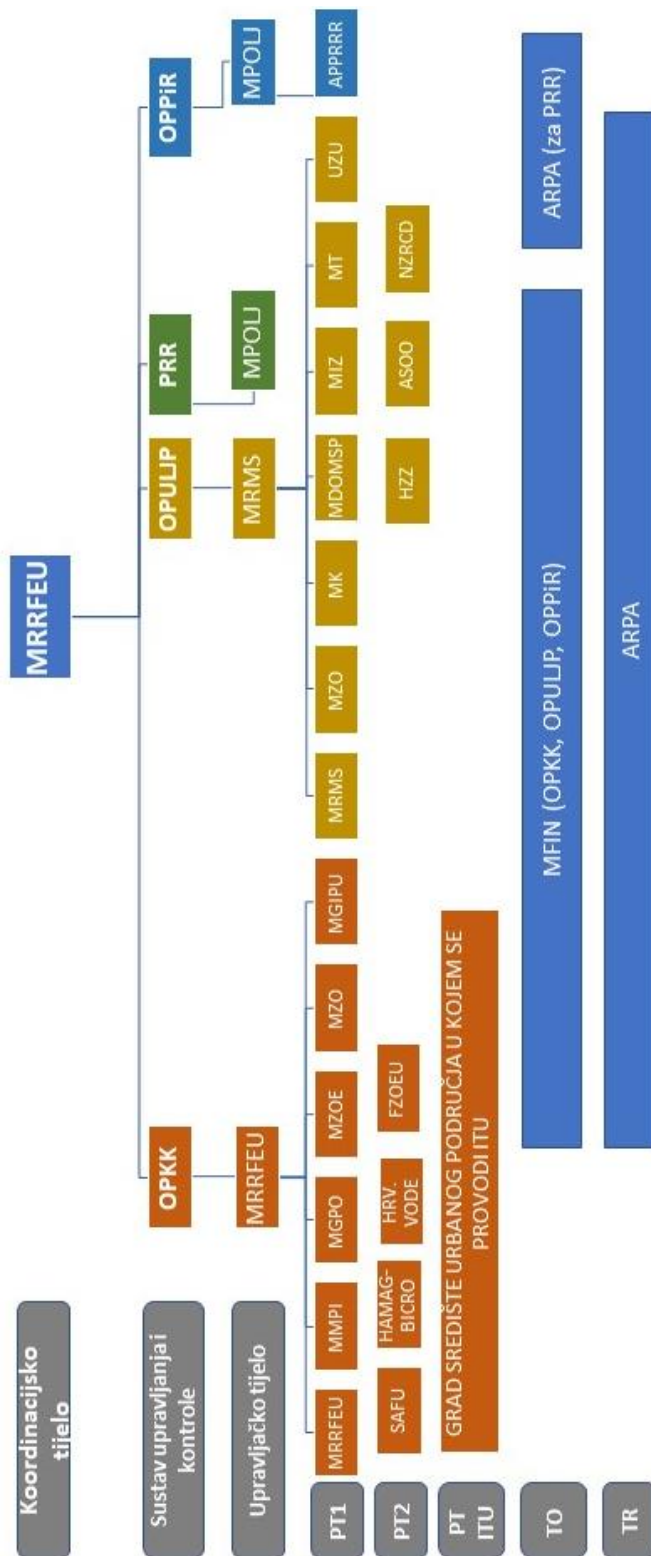 Koordinacijsko
tijelo
MRRFEU
Sustav upravljanja i
kontrole
OPKK
OPULJP
PRR
OPPiR
Upravljačko tijelo
MRRFEU
MRMS
MPOLJ
MPOLJ
PT1
MRRFEU
MMPI
MGPO
MZOE
MZO
MGIPU
MRMS
MZO
MK
MDOMSP
MIZ
MT
UZU
APPRRR
PT2
SAFU
HAMAG-
BICRO
HRV.
VODE
FZOEU
HZZ
ASOO
NZRCD
PT
ITU
GRAD SREDIŠTE URBANOG PODRUČJA U KOJEM SE
PROVODI ITU
TO
MFIN (OPKK, OPULJP, OPPiR)
ARPA (za PRR)
TR
ARPA